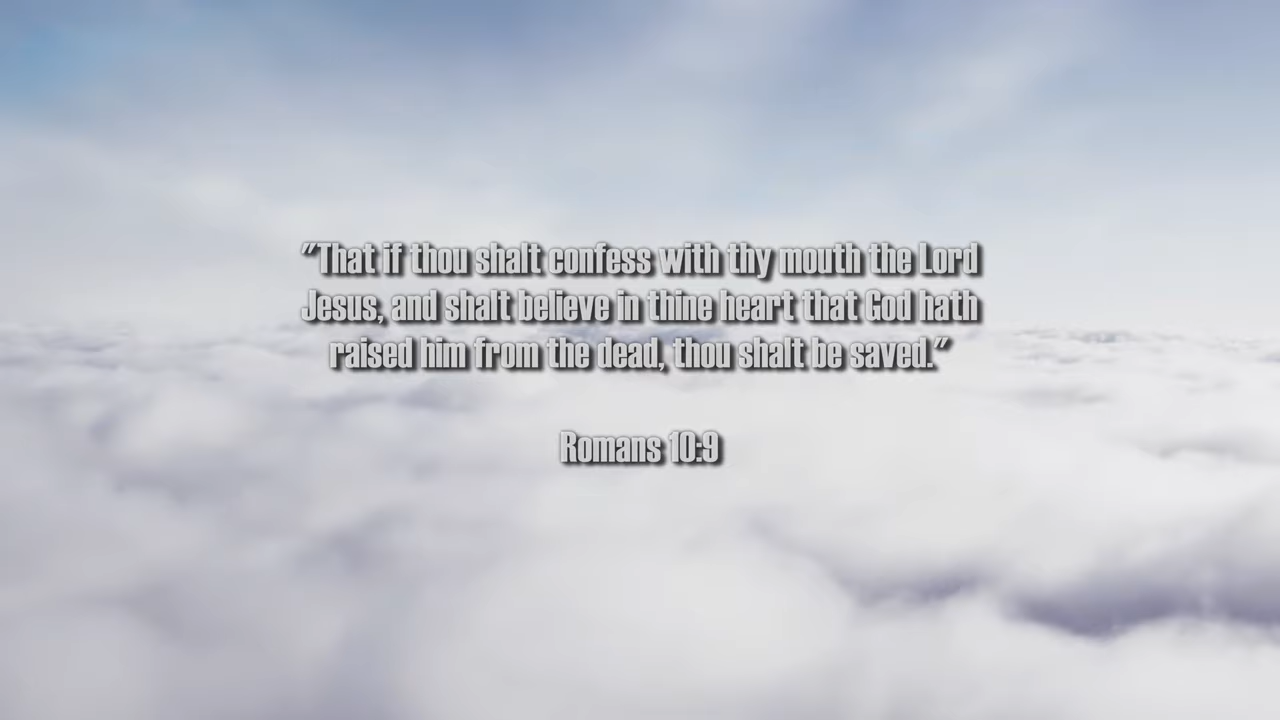 "That if thou shalt confess with thy mouth the Lord
Jesus, and shalt believe in thine heart that God hath
raised him from the dead, thou shalt be saved."
Romans 10:9